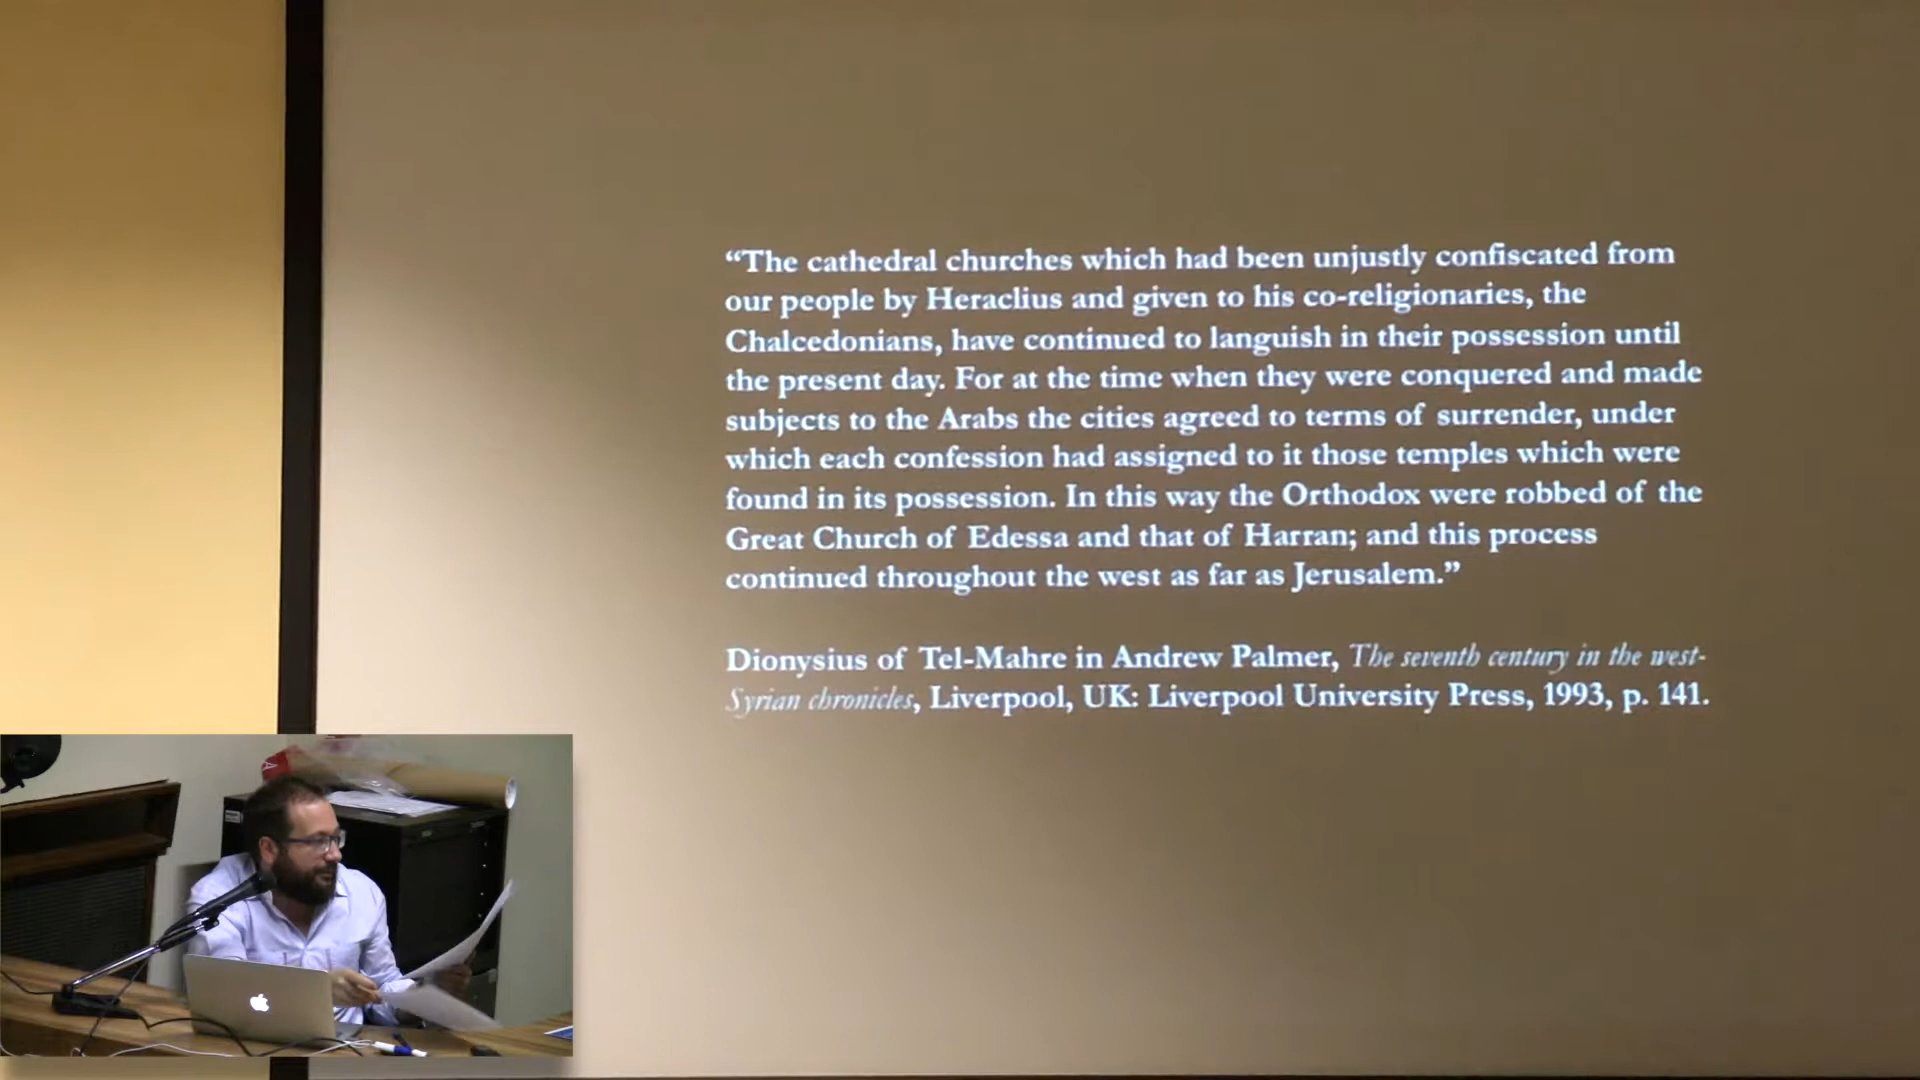 “The cathedral churches which had been unjustly confiscated from
our people by Heraclius and given to his co-religionaries, the
Chalcedonians, have continued to languish in their possession until
the present day. For at the time when they were conquered and made
subjects to the Arabs the cities agreed to terms of surrender, under
which each confession had assigned to it those temples which were
found in its possession. In this way the Orthodox were robbed of the
Great Church of Edessa and that of Harran; and this process
continued throughout the west as far as Jerusalem.”
Dionysius of Tel-Mahre in Andrew Palmer, The seventh century in the west-
Syrian chronicles, Liverpool, UK: Liverpool University Press, 1993, p. 141.